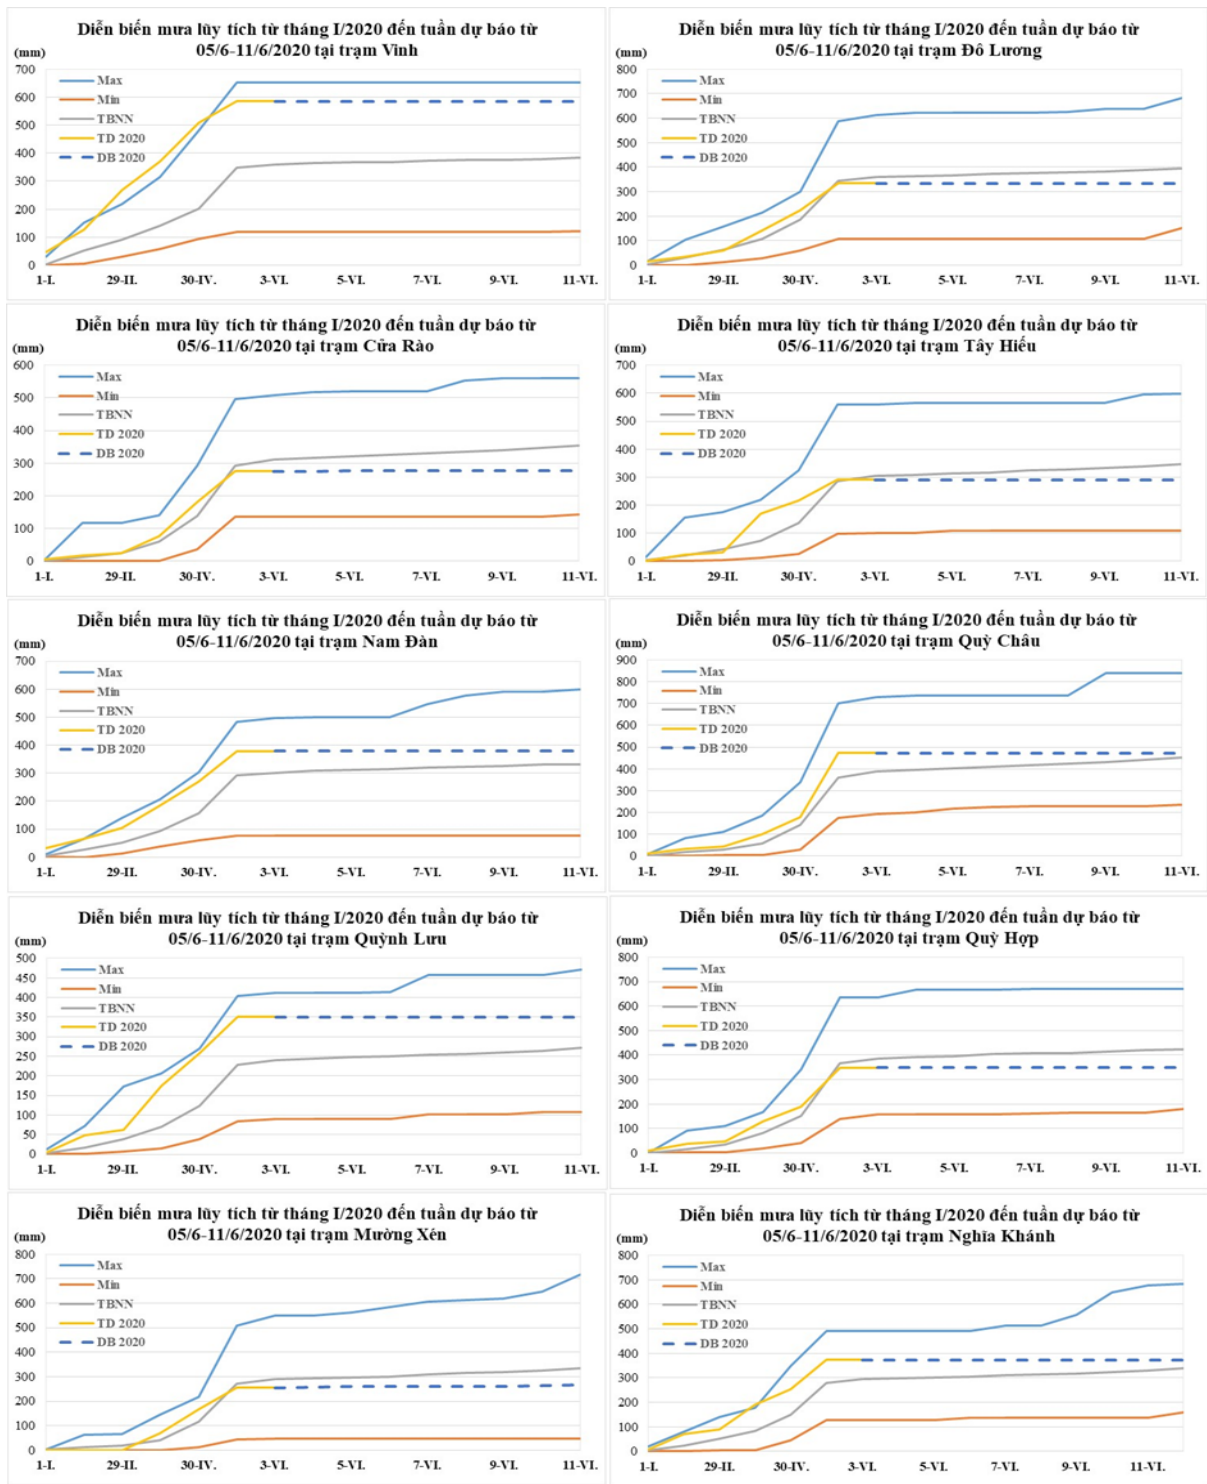 Diễn biến mưa lũy tích từ tháng I/2020 đến tuần dự báo từ
05/6-11/6/2020 tại trạm Vinh
(mm)
700
600
500
400
300
200
100
0
Max
Min
TBNN
TD 2020
DB 2020
1-I.
29-II.
30-IV.
3-VI.
5-VI.
7-VI.
9-VI.
11-VI.
Diễn biến mưa lũy tích từ tháng I/2020 đến tuần dự báo từ
05/6-11/6/2020 tại trạm Đô Lương
(mm)
800
700
600
500
400
300
200
100
0
Max
Min
TBNN
TD 2020
DB 2020
1-I.
29-II.
30-IV.
3-VI.
5-VI.
7-VI.
9-VI.
11-VI.
Diễn biến mưa lũy tích từ tháng I/2020 đến tuần dự báo từ
05/6-11/6/2020 tại trạm Cửa Rào
(mm)
600
500
400
300
200
100
0
Max
Min
TBNN
TD 2020
DB 2020
1-I.
29-II.
30-IV.
3-VI.
5-VI.
7-VI.
9-VI.
11-VI.
Diễn biến mưa lũy tích từ tháng I/2020 đến tuần dự báo từ
05/6-11/6/2020 tại trạm Tây Hiếu
(mm)
700
600
500
400
300
200
100
0
Max
Min
TBNN
TD 2020
DB 2020
1-I.
29-II.
30-IV.
3-VI.
5-VI.
7-VI.
9-VI.
11-VI.
Diễn biến mưa lũy tích từ tháng I/2020 đến tuần dự báo từ
05/6-11/6/2020 tại trạm Nam Đàn
(mm)
700
600
500
400
300
200
100
0
Max
Min
TBNN
TD 2020
DB 2020
1-I.
29-II.
30-IV.
3-VI.
5-VI.
7-VI.
9-VI.
11-VI.
Diễn biến mưa lũy tích từ tháng I/2020 đến tuần dự báo từ
05/6-11/6/2020 tại trạm Quỳ Châu
(mm)
900
800
700
600
500
400
300
200
100
0
Max
Min
TBNN
TD 2020
DB 2020
1-I.
29-II.
30-IV.
3-VI.
5-VI.
7-VI.
9-VI.
11-VI.
Diễn biến mưa lũy tích từ tháng I/2020 đến tuần dự báo từ
05/6-11/6/2020 tại trạm Quỳnh Lưu
(mm)
500
450
400
350
300
250
200
150
100
50
0
Max
Min
TBNN
TD 2020
DB 2020
1-I.
29-II.
30-IV.
3-VI.
5-VI.
7-VI.
9-VI.
11-VI.
Diễn biến mưa lũy tích từ tháng I/2020 đến tuần dự báo từ
05/6-11/6/2020 tại trạm Quỳ Hợp
(mm)
800
700
600
500
400
300
200
100
0
Max
Min
TBNN
TD 2020
DB 2020
1-I.
29-II.
30-IV.
3-VI.
5-VI.
7-VI.
9-VI.
11-VI.
Diễn biến mưa lũy tích từ tháng I/2020 đến tuần dự báo từ
05/6-11/6/2020 tại trạm Mường Xén
(mm)
800
700
600
500
400
300
200
100
0
Max
Min
TBNN
TD 2020
DB 2020
1-I.
29-II.
30-IV.
3-VI.
5-VI.
7-VI.
9-VI.
11-VI.
Diễn biến mưa lũy tích từ tháng I/2020 đến tuần dự báo từ
05/6-11/6/2020 tại trạm Nghĩa Khánh
(mm)
800
700
600
500
400
300
200
100
0
Max
Min
TBNN
TD 2020
DB 2020
1-I.
29-II.
30-IV.
3-VI.
5-VI.
7-VI.
9-VI.
11-VI.